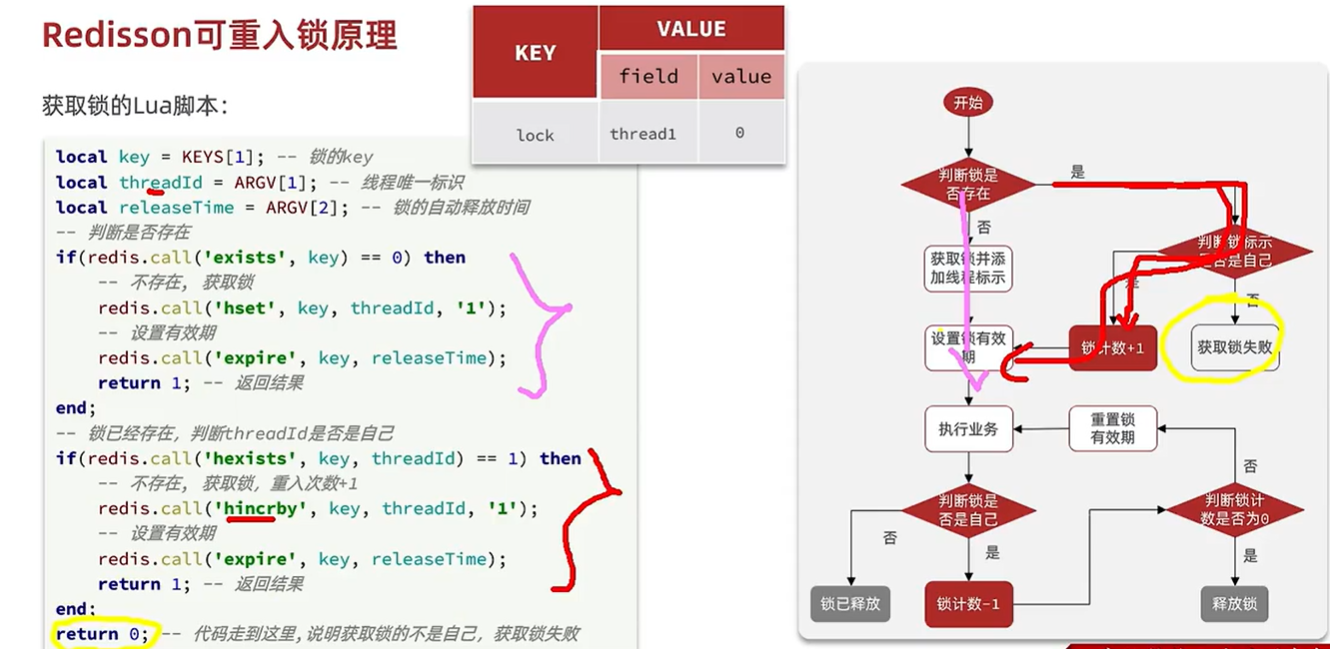 Redisson可重入锁原理
KEY
VALUE
field
value
lock
thread1
0
获取锁的Lua脚本：
local key = KEYS[1]; -- 锁的key
local threadId = ARGV[1]; -- 线程唯一标识
local releaseTime = ARGV[2]; -- 锁的自动释放时间
-- 判断是否存在
if(redis.call('exists', key) == 0) then
-- 不存在, 获取锁
redis.call('hset', key, threadId, '1');
-- 设置有效期
redis.call('expire', key, releaseTime);
return 1; -- 返回结果
end;
-- 锁已经存在，判断threadId是否是自己
if(redis.call('hexists', key, threadId) == 1) then
-- 不存在, 获取锁，重入次数+1
redis.call('hincrby', key, threadId, '1');
-- 设置有效期
redis.call('expire', key, releaseTime);
return 1; -- 返回结果
end;
return 0; -- 代码走到这里,说明获取锁的不是自己，获取锁失败
开始
判断锁是
否存在
是
否
判断锁标示
是否是自己
获取锁并添
加线程标示
是
否
设置锁有效
期
锁计数+1
获取锁失败
执行业务
重置锁
有效期
否
判断锁是
否是自己
判断锁计
数是否为0
否
是
是
锁已释放
锁计数-1
释放锁